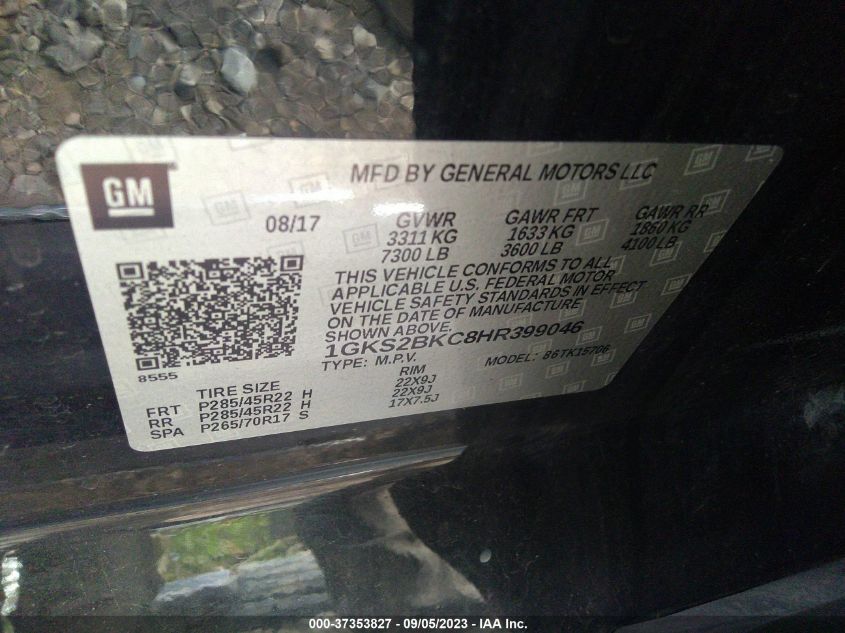 GM
MFD BY GENERAL MOTORS LLC
08/17
GVWR GAWR FRT GAWR RR
3311 KG 1633 KG 1860 KG
7300 LB 3600 LB 4100 LB
THIS VEHICLE CONFORMS TO ALL
APPLICABLE U.S. FEDERAL MOTOR
VEHICLE SAFETY STANDARDS IN EFFECT
ON THE DATE OF MANUFACTURE
SHOWN ABOVE.
1GKS2BKC8HR399046
TYPE: M.P.V. MODEL: 86TK15706
8555
TIRE SIZE RIM
FRT P285/45R22 H 22X9J
RR P285/45R22 H 22X9J
SPA P265/70R17 S 17X7.5J
000-37353827 - 09/05/2023 - IAA Inc.